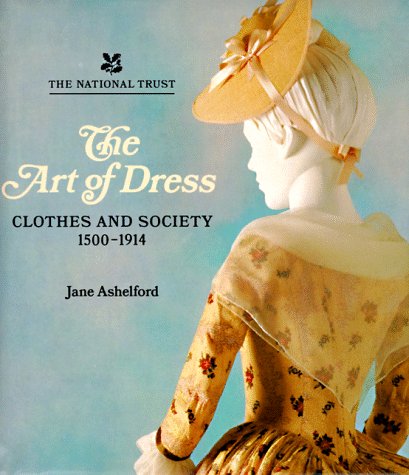 THE NATIONAL TRUST
The
Art of Dress
CLOTHES AND SOCIETY
1500-1914
Jane Ashelford